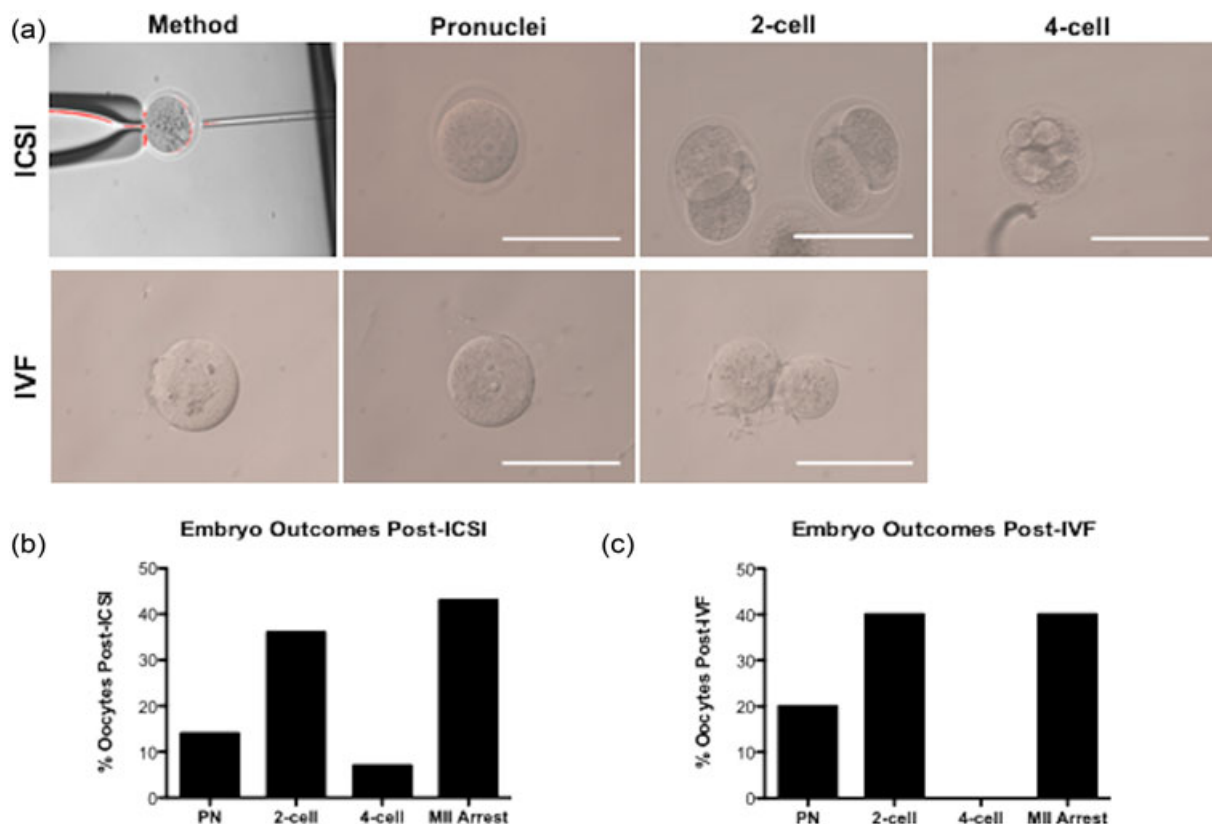 (a)
Method Pronuclei 2-cell 4-cell
ICSI
IVF
(b)
Embryo Outcomes Post-ICSI
% Oocytes Post-ICSI
50
40
30
20
10
0
PN 2-cell 4-cell MII Arrest
(c)
Embryo Outcomes Post-IVF
% Oocytes Post-IVF
50
40
30
20
10
0
PN 2-cell 4-cell MII Arrest